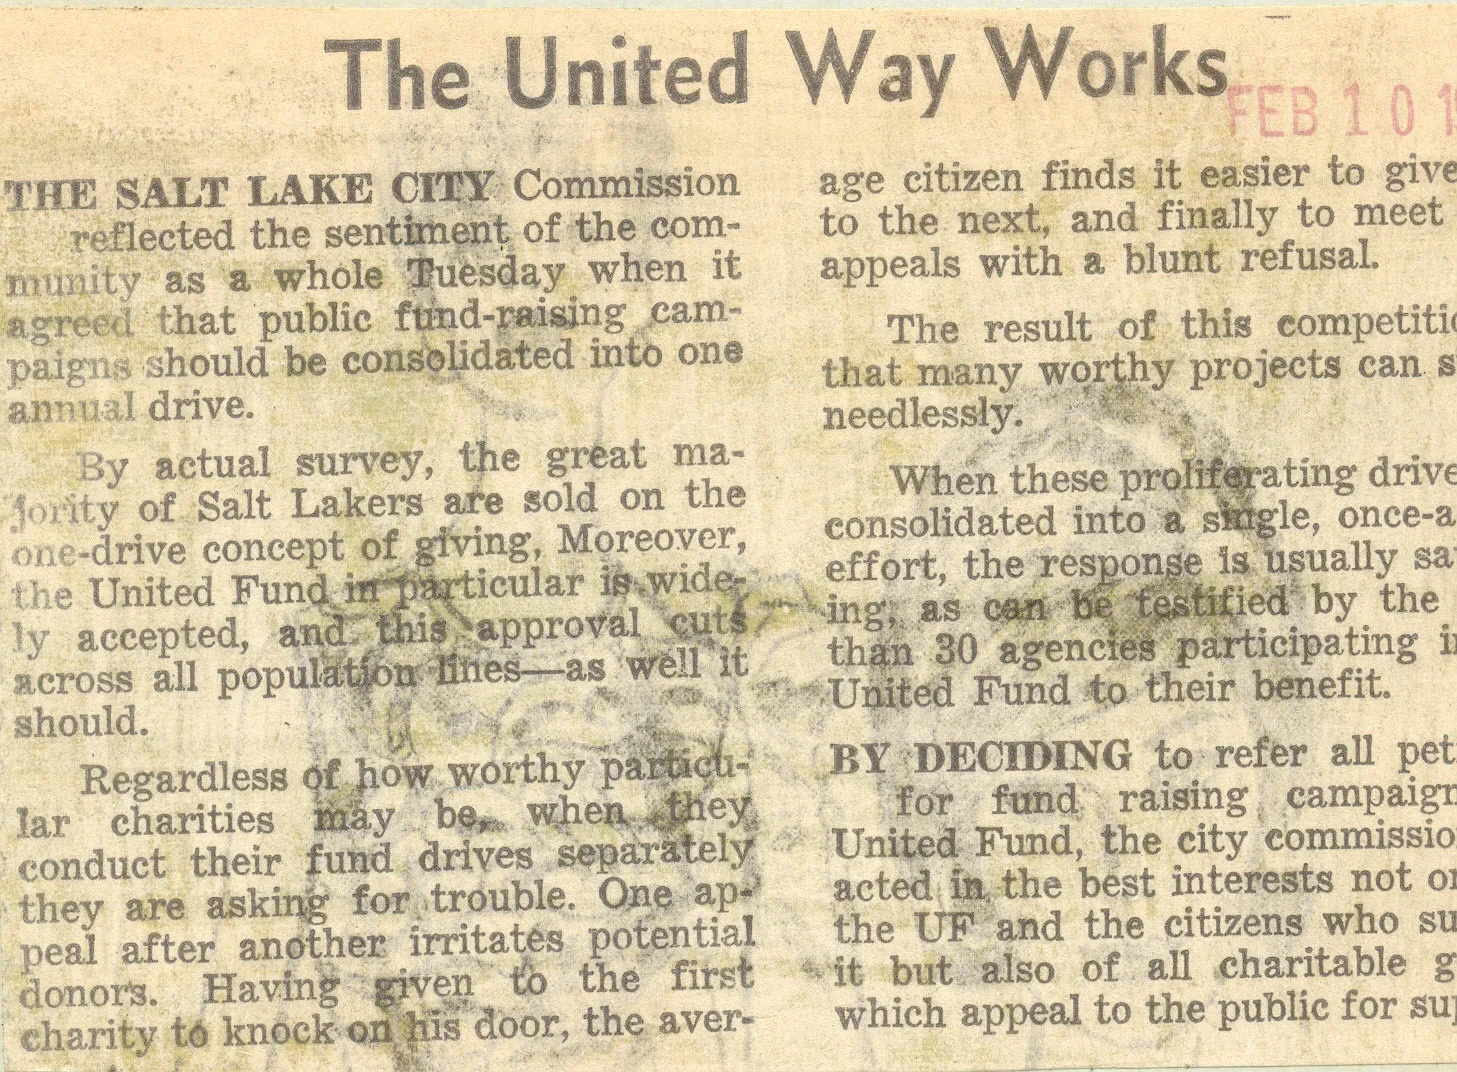 The United Way Works
FEB 10 1
THE SALT LAKE CITY Commission
reflected the sentiment of the com-
munity as a whole Tuesday when it
agreed that public fund-raising cam-
paigns should be consolidated into one
annual drive.
By actual survey, the great ma-
jority of Salt Lakers are sold on the
one-drive concept of giving. Moreover,
the United Fund in particular is wide-
ly accepted, and this approval cuts
across all population lines—as well it
should.
Regardless of how worthy particu-
lar charities may be, when they
conduct their fund drives separately
they are asking for trouble. One ap-
peal after another irritates potential
donors. Having given to the first
charity to knock on his door, the aver-
age citizen finds it easier to give
to the next, and finally to meet
appeals with a blunt refusal.
The result of this competitio
that many worthy projects can s
needlessly.
When these proliferating drive
consolidated into a single, once-a
effort, the response is usually sa
ing, as can be testified by the
than 30 agencies participating i
United Fund to their benefit.
BY DECIDING to refer all peti
for fund raising campaign
United Fund, the city commissio
acted in the best interests not on
the UF and the citizens who su
it but also of all charitable g
which appeal to the public for sup